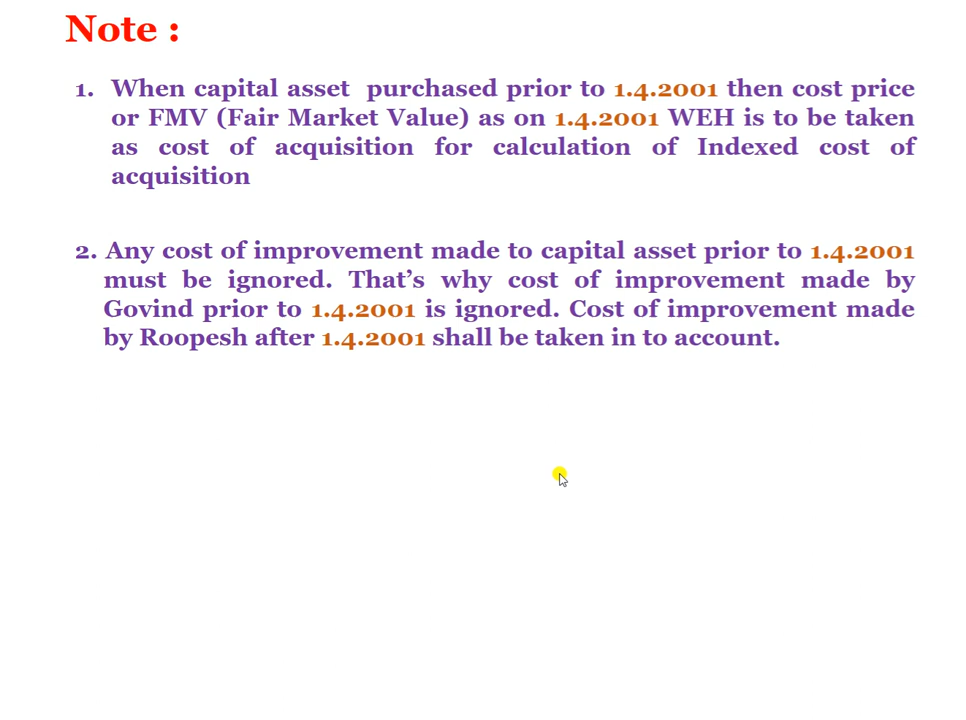 Note :
1. When capital asset purchased prior to 1.4.2001 then cost price
or FMV (Fair Market Value) as on 1.4.2001 WEH is to be taken
as cost of acquisition for calculation of Indexed cost of
acquisition
2. Any cost of improvement made to capital asset prior to 1.4.2001
must be ignored. That's why cost of improvement made by
Govind prior to 1.4.2001 is ignored. Cost of improvement made
by Roopesh after 1.4.2001 shall be taken in to account.